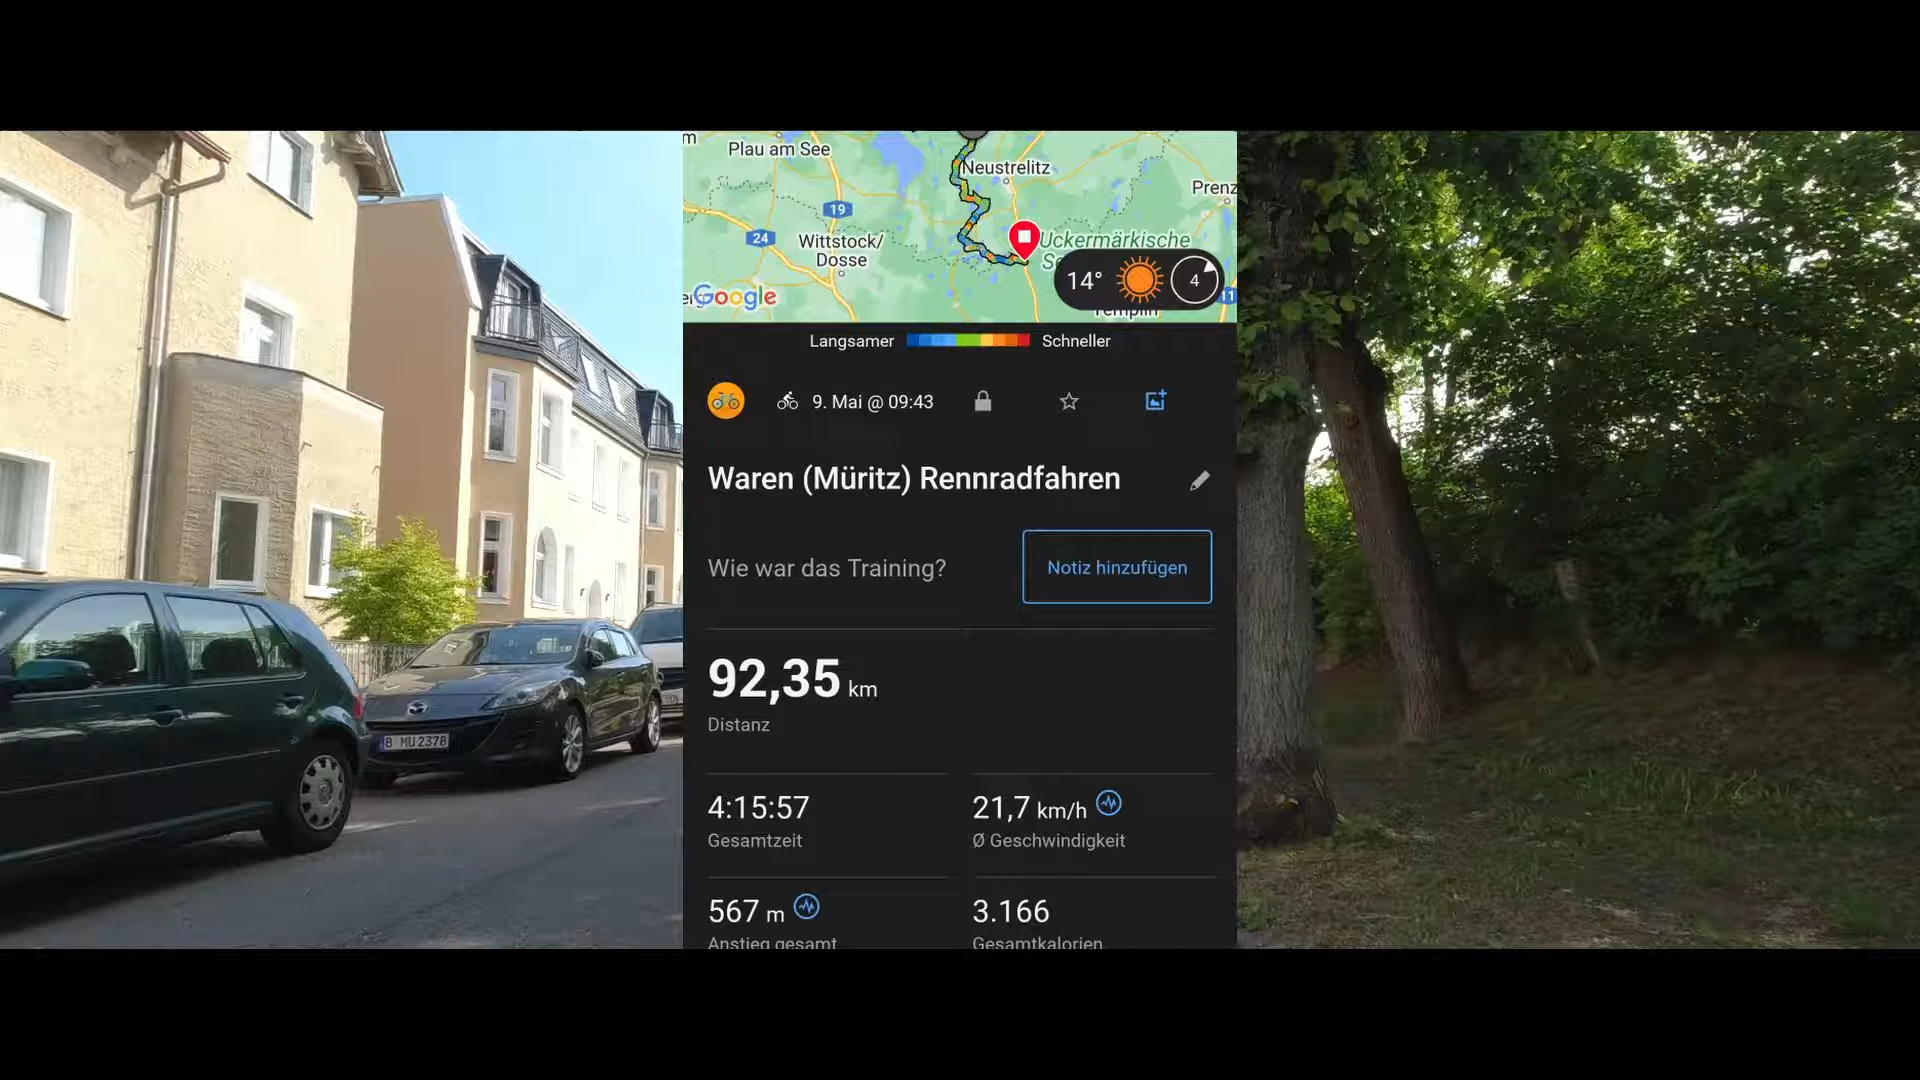 Plau am See
Neustrelitz
Prenz
19
24
Wittstock/
Dosse
Uckermärkische
Google
14°
4
11
Templin
Langsamer
Schneller
9. Mai @ 09:43
Waren (Müritz) Rennradfahren
Wie war das Training?
Notiz hinzufügen
92,35 km
Distanz
4:15:57
21,7 km/h
Gesamtzeit
Ø Geschwindigkeit
567 m
3.166
Anstieg gesamt
Gesamtkalorien
B MU 2378